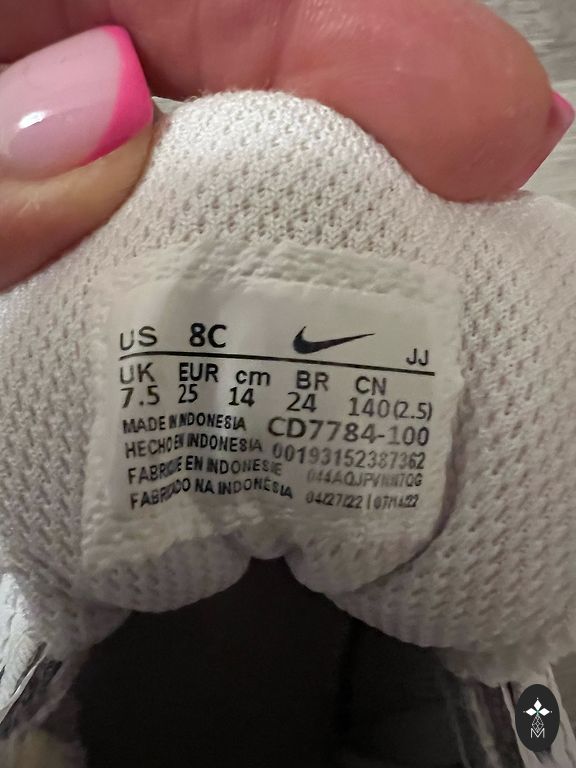 US 8C JJ
UK EUR cm BR CN
7.5 25 14 24 140(2.5)
MADE IN INDONESIA CD7784-100
HECHO EN INDONESIA 00193152387362
FABRIQUE EN INDONESIE
FABRICADO NA INDONÉSIA 04/27/22 | 07/14/22
M